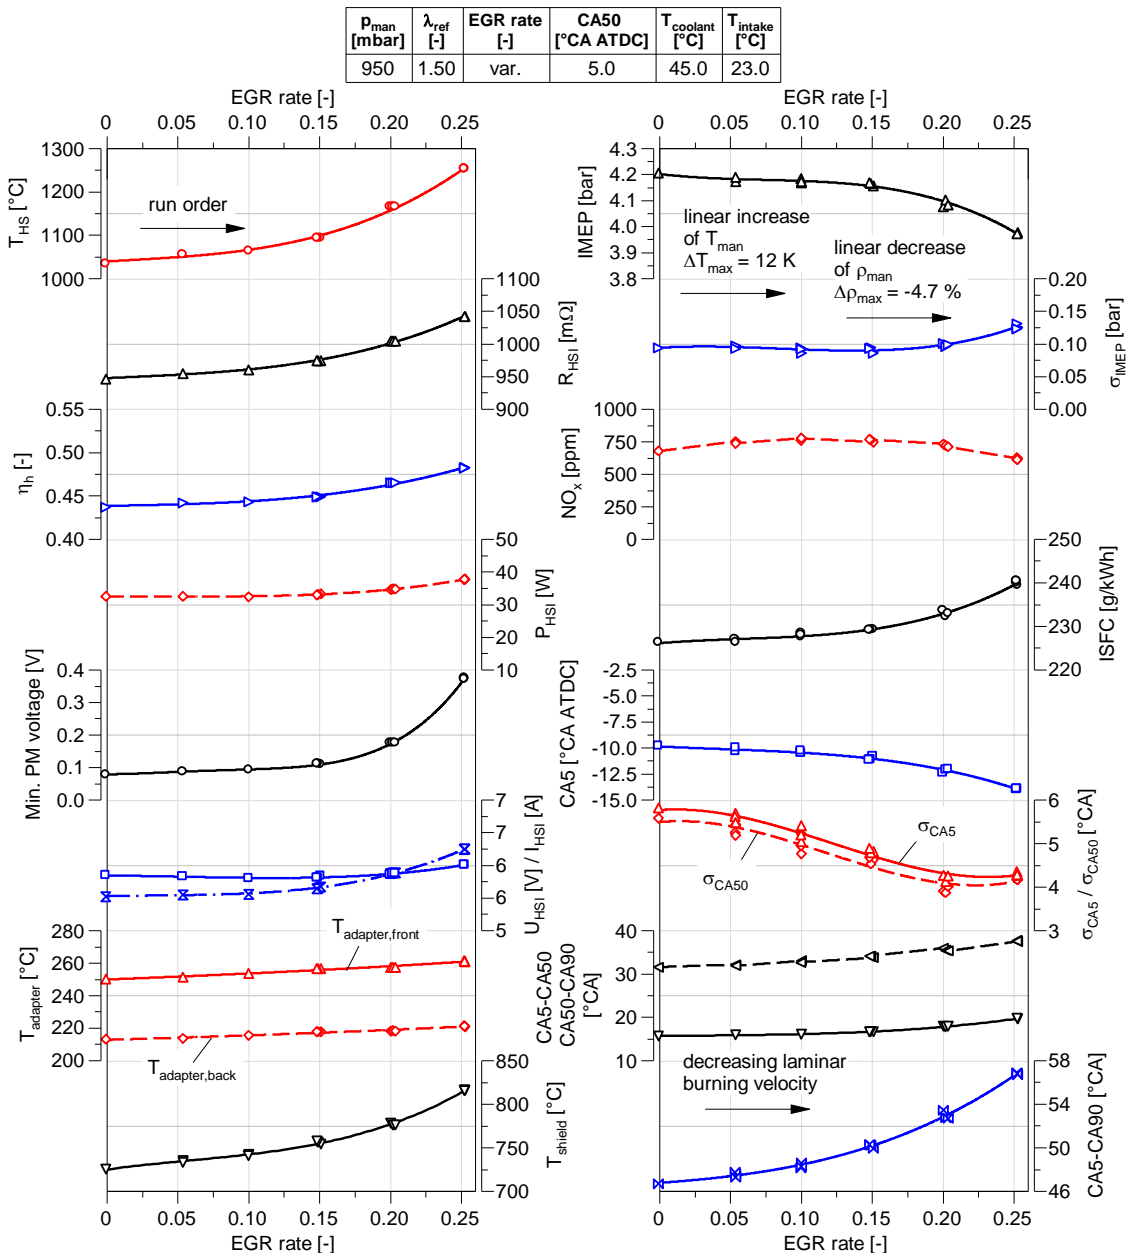 p_man [mbar] λ_ref [-] EGR rate [-] CA50 [°CA ATDC] T_coolant [°C] T_intake [°C]
950 1.50 var. 5.0 45.0 23.0
EGR rate [-]
0 0.05 0.10 0.15 0.20 0.25
T_HS [°C]
1300
1200
1100
1000
run order
R_HSI [mΩ]
1100
1050
1000
950
900
η_h [-]
0.55
0.50
0.45
0.40
P_HSI [W]
50
40
30
20
10
Min. PM voltage [V]
0.4
0.3
0.2
0.1
0.0
U_HSI [V] / I_HSI [A]
7
7
6
6
5
T_adapter [°C]
280
260
240
220
200
T_adapter,front
T_adapter,back
T_shield [°C]
850
800
750
700
0 0.05 0.10 0.15 0.20 0.25
EGR rate [-]
EGR rate [-]
0 0.05 0.10 0.15 0.20 0.25
IMEP [bar]
4.3
4.2
4.1
4.0
3.9
3.8
linear increase
of T_man
ΔT_max = 12 K
linear decrease
of ρ_man
Δρ_max = -4.7 %
σ_IMEP [bar]
0.20
0.15
0.10
0.05
0.00
NO_x [ppm]
1000
750
500
250
0
ISFC [g/kWh]
250
240
230
220
CA5 [°CA ATDC]
-2.5
-5.0
-7.5
-10.0
-12.5
-15.0
σ_CA5 / σ_CA50 [°CA]
6
5
4
3
σ_CA5
σ_CA50
CA5-CA50
CA50-CA90
[°CA]
40
30
20
10
decreasing laminar
burning velocity
CA5-CA90 [°CA]
58
54
50
46
0 0.05 0.10 0.15 0.20 0.25
EGR rate [-]